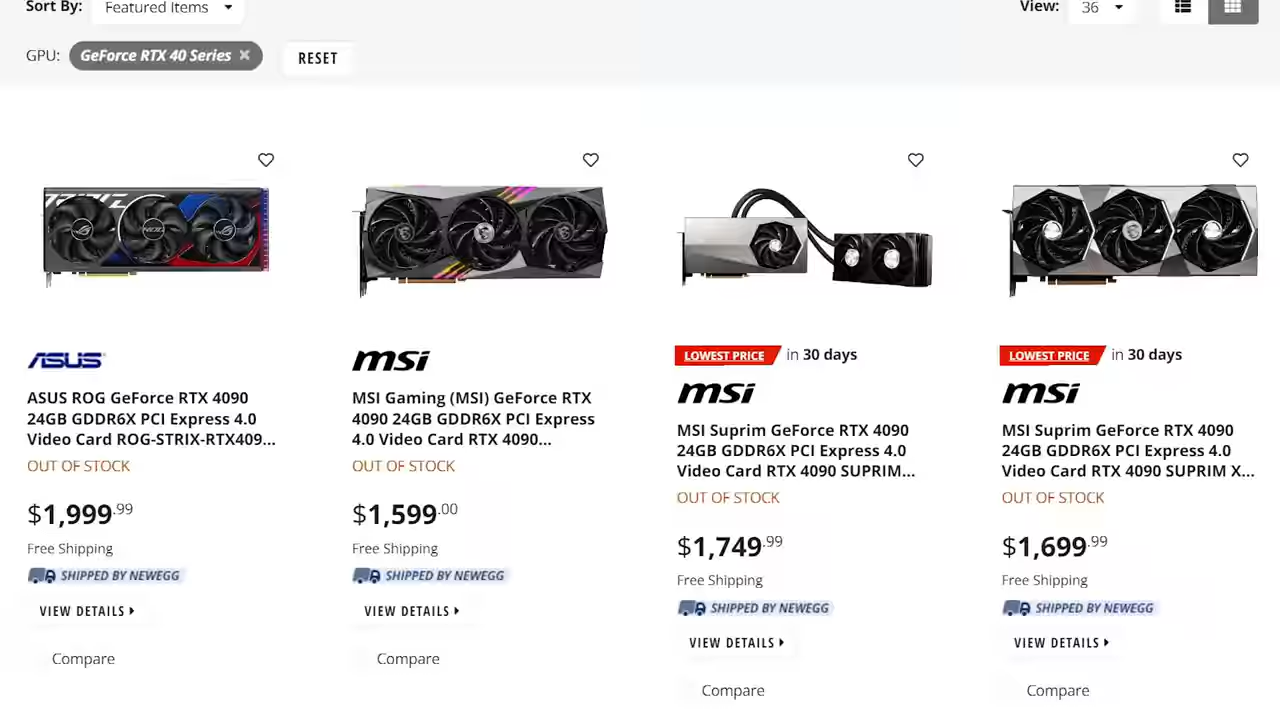 Sort By: Featured Items
View: 36
GPU: GeForce RTX 40 Series ×
RESET
ASUS
ASUS ROG GeForce RTX 4090
24GB GDDR6X PCI Express 4.0
Video Card ROG-STRIX-RTX409...
OUT OF STOCK
$1,999.99
Free Shipping
SHIPPED BY NEWEGG
VIEW DETAILS
Compare
msi
MSI Gaming (MSI) GeForce RTX
4090 24GB GDDR6X PCI Express
4.0 Video Card RTX 4090...
OUT OF STOCK
$1,599.00
Free Shipping
SHIPPED BY NEWEGG
VIEW DETAILS
Compare
LOWEST PRICE in 30 days
msi
MSI Suprim GeForce RTX 4090
24GB GDDR6X PCI Express 4.0
Video Card RTX 4090 SUPRIM...
OUT OF STOCK
$1,749.99
Free Shipping
SHIPPED BY NEWEGG
VIEW DETAILS
Compare
LOWEST PRICE in 30 days
msi
MSI Suprim GeForce RTX 4090
24GB GDDR6X PCI Express 4.0
Video Card RTX 4090 SUPRIM X...
OUT OF STOCK
$1,699.99
Free Shipping
SHIPPED BY NEWEGG
VIEW DETAILS
Compare